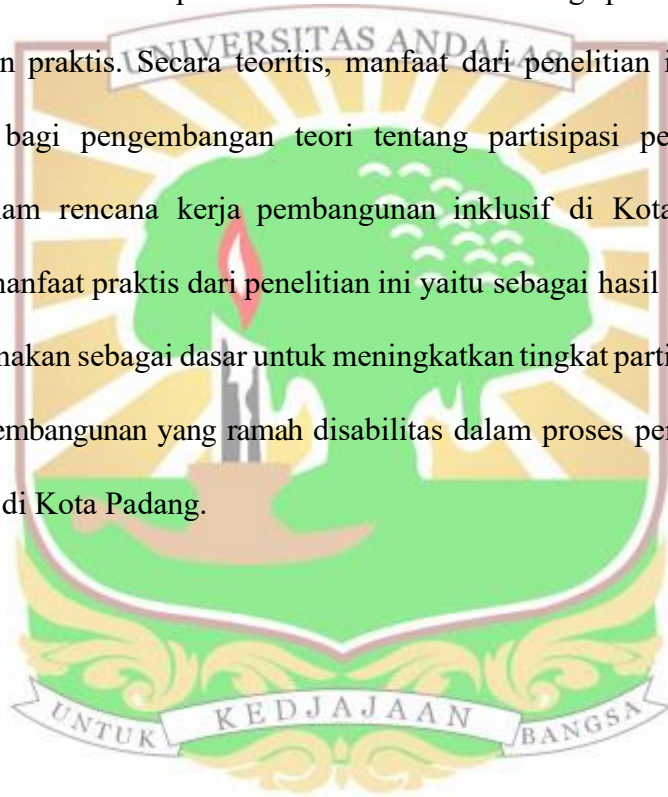 UNIVERSITAS ANDALAS
n praktis. Secara teoritis, manfaat dari penelitian i
bagi pengembangan teori tentang partisipasi pe
lam rencana kerja pembangunan inklusif di Kota
manfaat praktis dari penelitian ini yaitu sebagai hasil
nakan sebagai dasar untuk meningkatkan tingkat parti
embangunan yang ramah disabilitas dalam proses per
di Kota Padang.
UNTUK KEDJAJAAN BANGSA